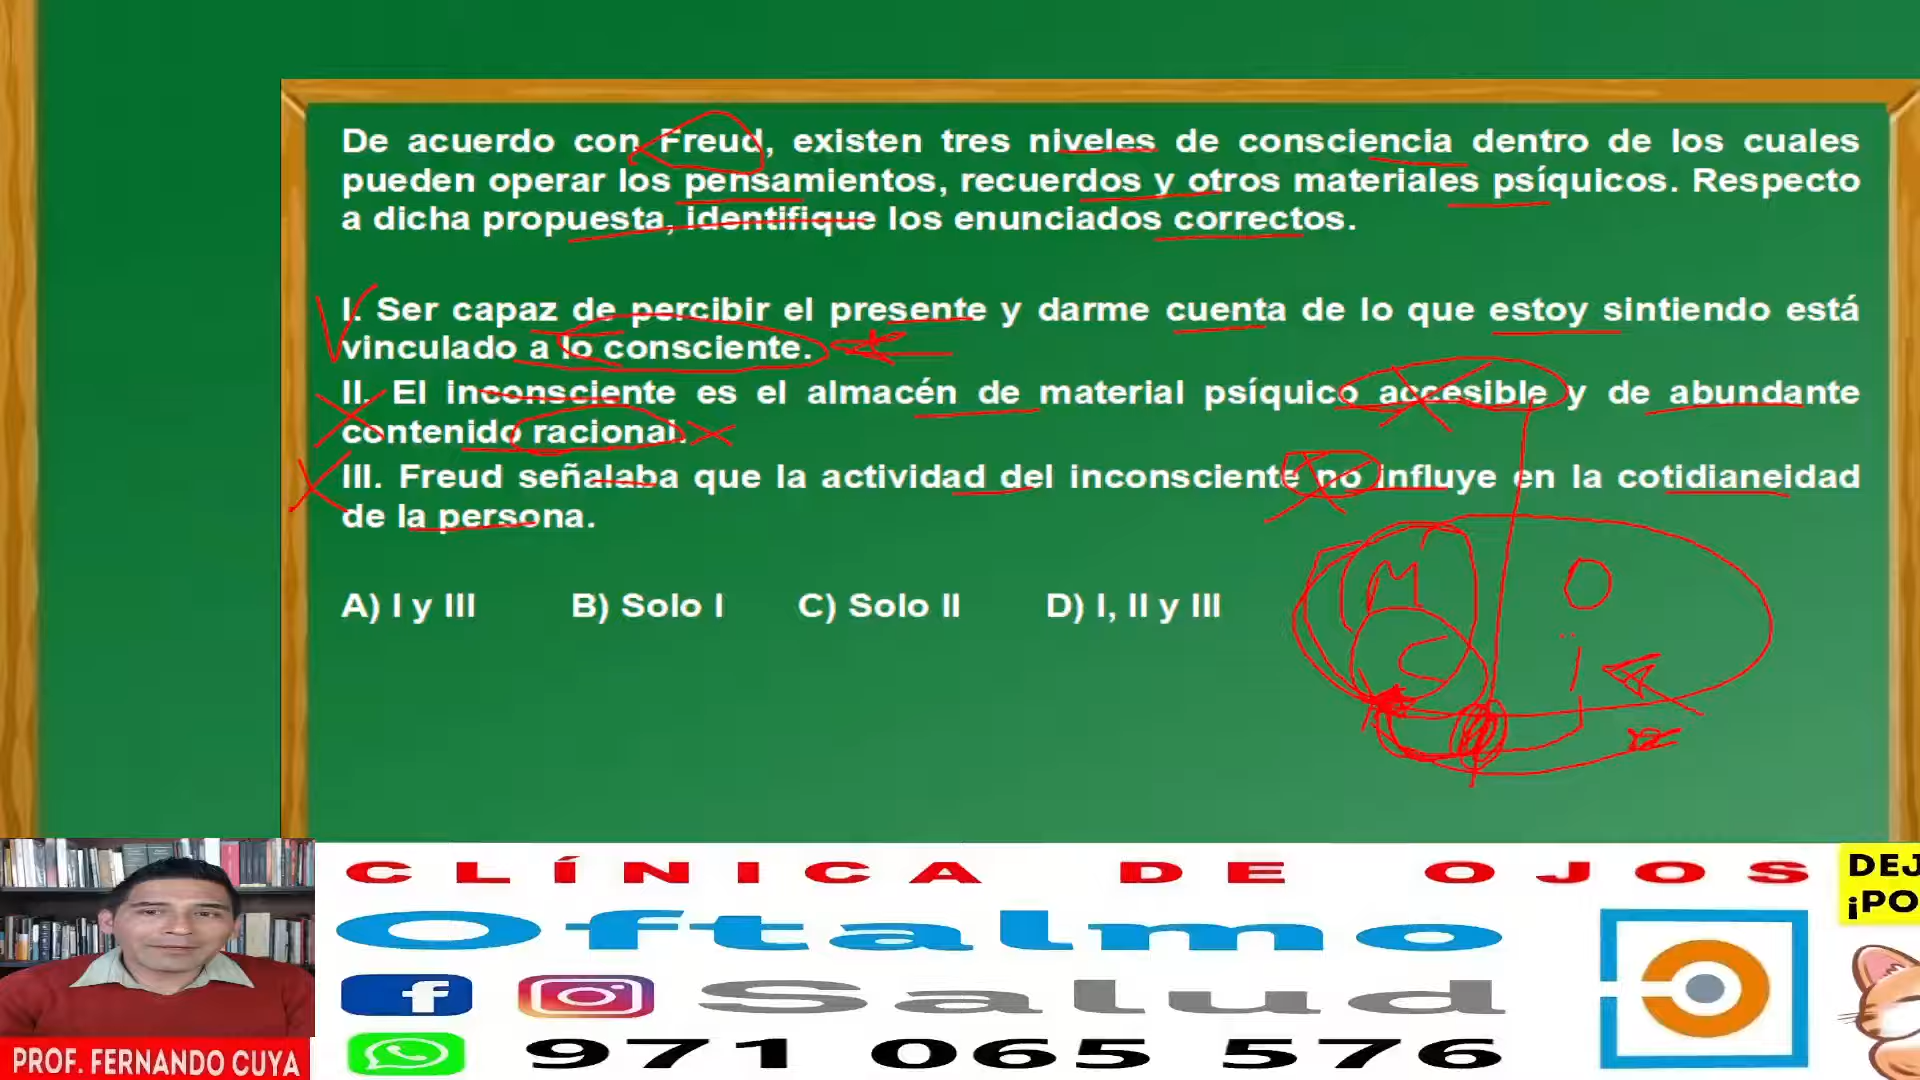 De acuerdo con Freud, existen tres niveles de consciencia dentro de los cuales
pueden operar los pensamientos, recuerdos y otros materiales psíquicos. Respecto
a dicha propuesta, identifique los enunciados correctos.
I. Ser capaz de percibir el presente y darme cuenta de lo que estoy sintiendo está
vinculado a lo consciente.
II. El inconsciente es el almacén de material psíquico accesible y de abundante
contenido racional.
III. Freud señalaba que la actividad del inconsciente no influye en la cotidianeidad
de la persona.
A) I y III B) Solo I C) Solo II D) I, II y III
M
O
C
i
CLÍNICA DE OJOS
Oftalmo
Salud
971 065 576
DEJ
¡PO
PROF. FERNANDO CUYA